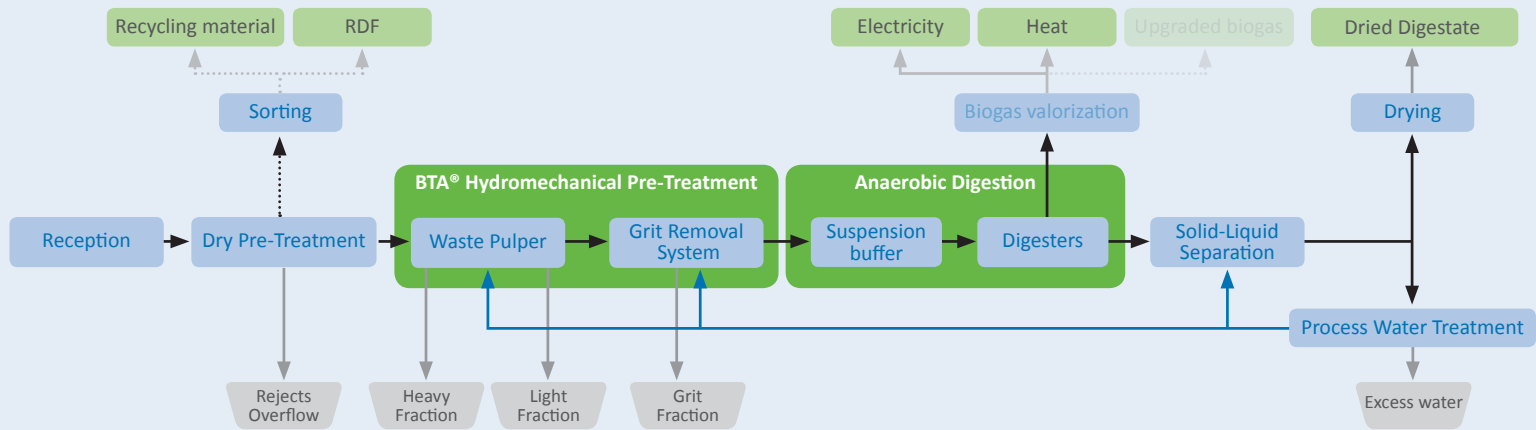 Recycling material
RDF
Electricity
Heat
Upgraded biogas
Dried Digestate
Sorting
Biogas valorization
Drying
BTA® Hydromechanical Pre-Treatment
Anaerobic Digestion
Reception
Dry Pre-Treatment
Waste Pulper
Grit Removal
System
Suspension
buffer
Digesters
Solid-Liquid
Separation
Process Water Treatment
Rejects
Overflow
Heavy
Fraction
Light
Fraction
Grit
Fraction
Excess water